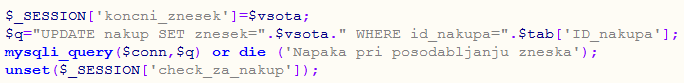 $_SESSION['koncni_znesek']=$vsota;
$q="UPDATE nakup SET znesek=".$vsota." WHERE id_nakupa=".$tab['ID_nakupa'];
mysqli_query($conn,$q) or die ('Napaka pri posodabljanju zneska');
unset($_SESSION['check_za_nakup']);